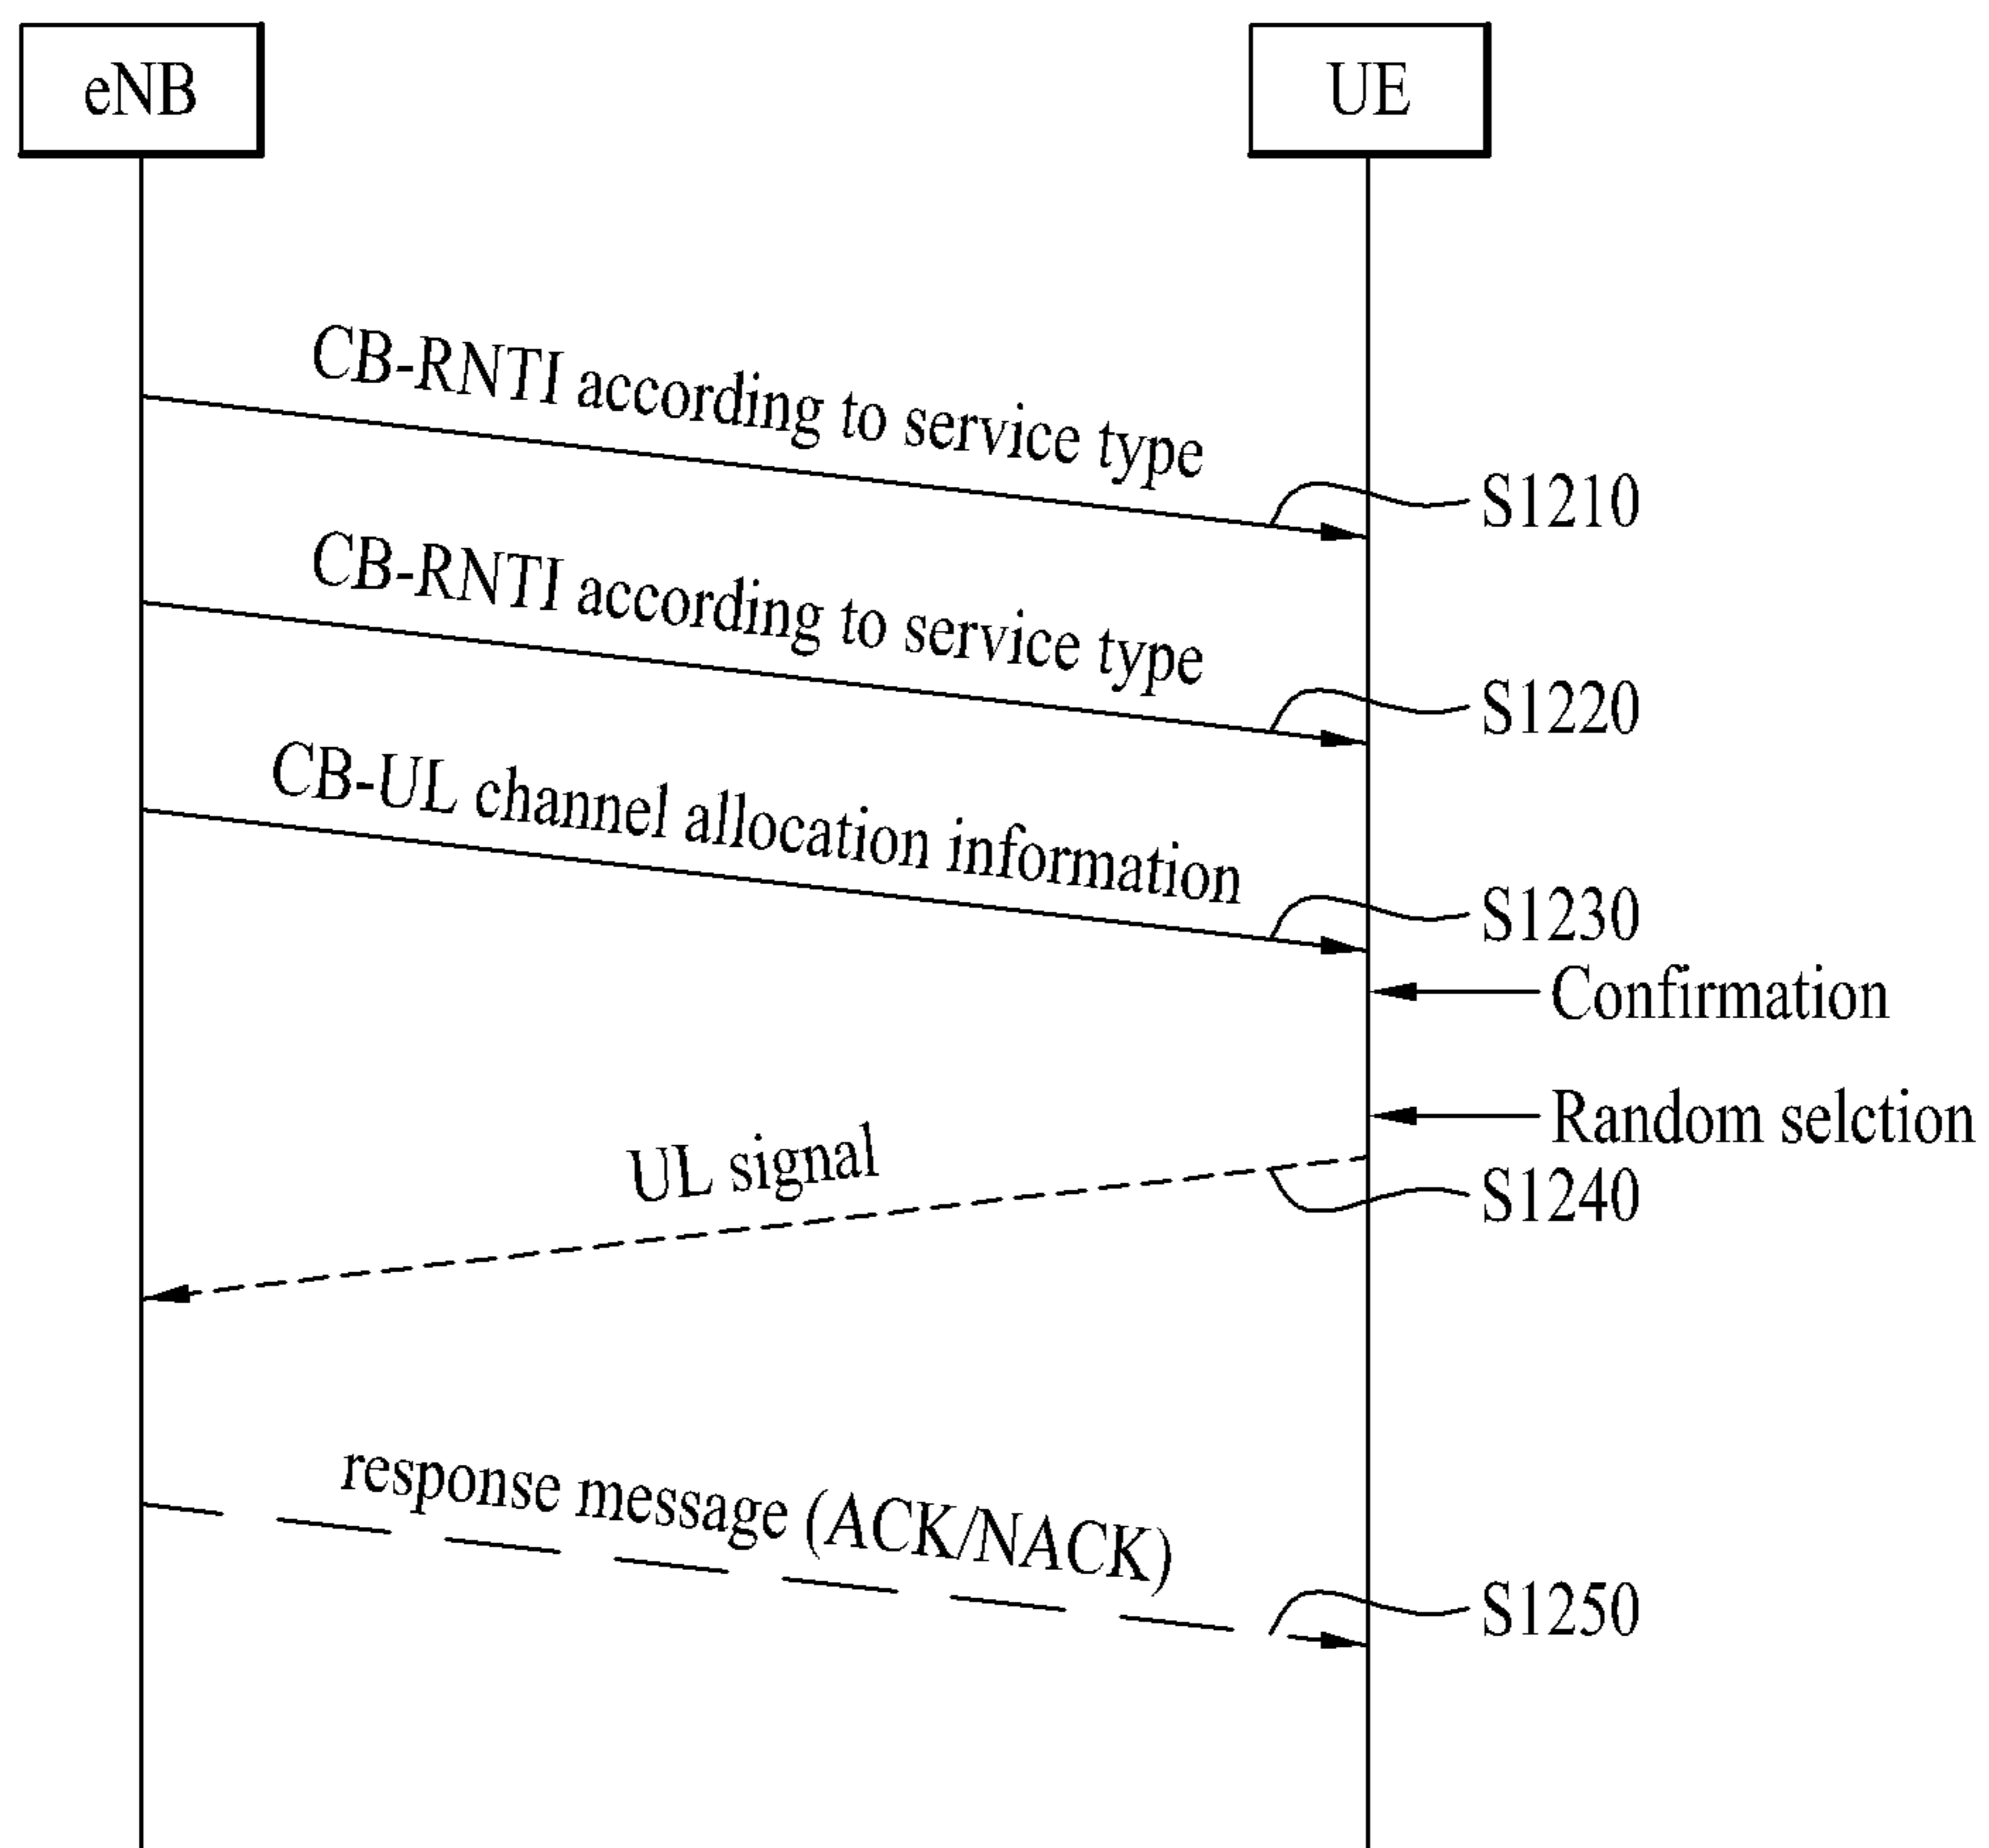 eNB
UE
CB-RNTI according to service type
S1210
CB-RNTI according to service type
S1220
CB-UL channel allocation information
S1230
Confirmation
Random selction
UL signal
S1240
response message (ACK/NACK)
S1250